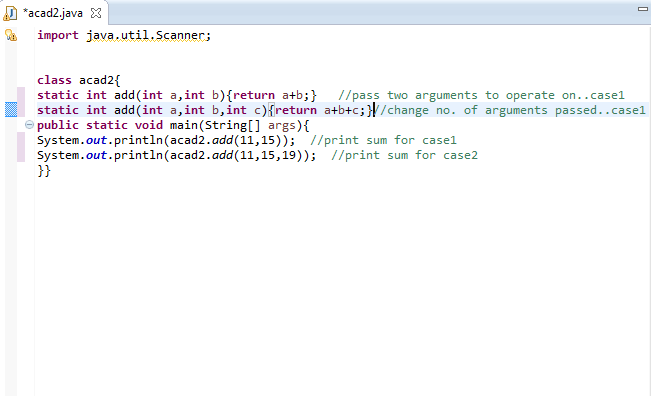 *acad2.java
import java.util.Scanner;
class acad2{
static int add(int a,int b){return a+b;}   //pass two arguments to operate on..case1
static int add(int a,int b,int c){return a+b+c;}//change no. of arguments passed..case1
public static void main(String[] args){
System.out.println(acad2.add(11,15));  //print sum for case1
System.out.println(acad2.add(11,15,19));  //print sum for case2
}}